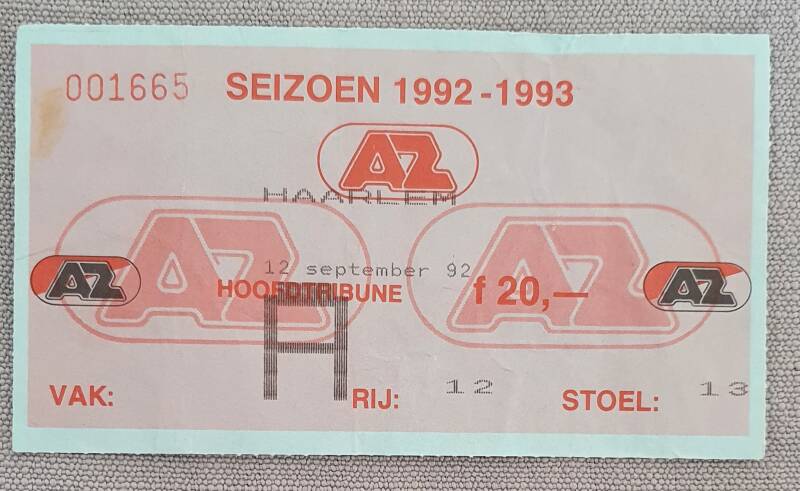 001665 SEIZOEN 1992-1993
AZ
HAARLEM
AZ AZ
AZ AZ
12 september 92
HOOFDTRIBUNE f 20,—
VAK: A RIJ: 12 STOEL: 13